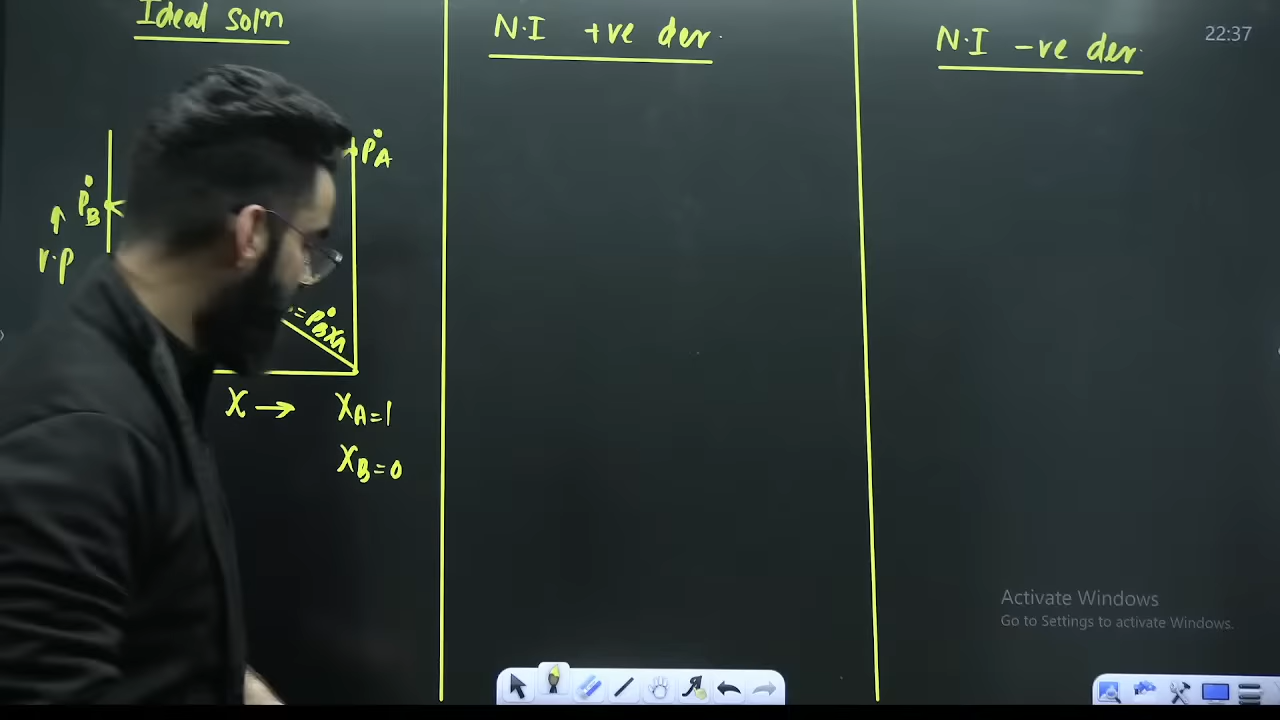 Ideal soln
N.I +ve dev.
N.I -ve dev.
22:37
P°A
P°B
↑
V.P
= P°B XA
X →
XA=1
XB=0
Activate Windows
Go to Settings to activate Windows.